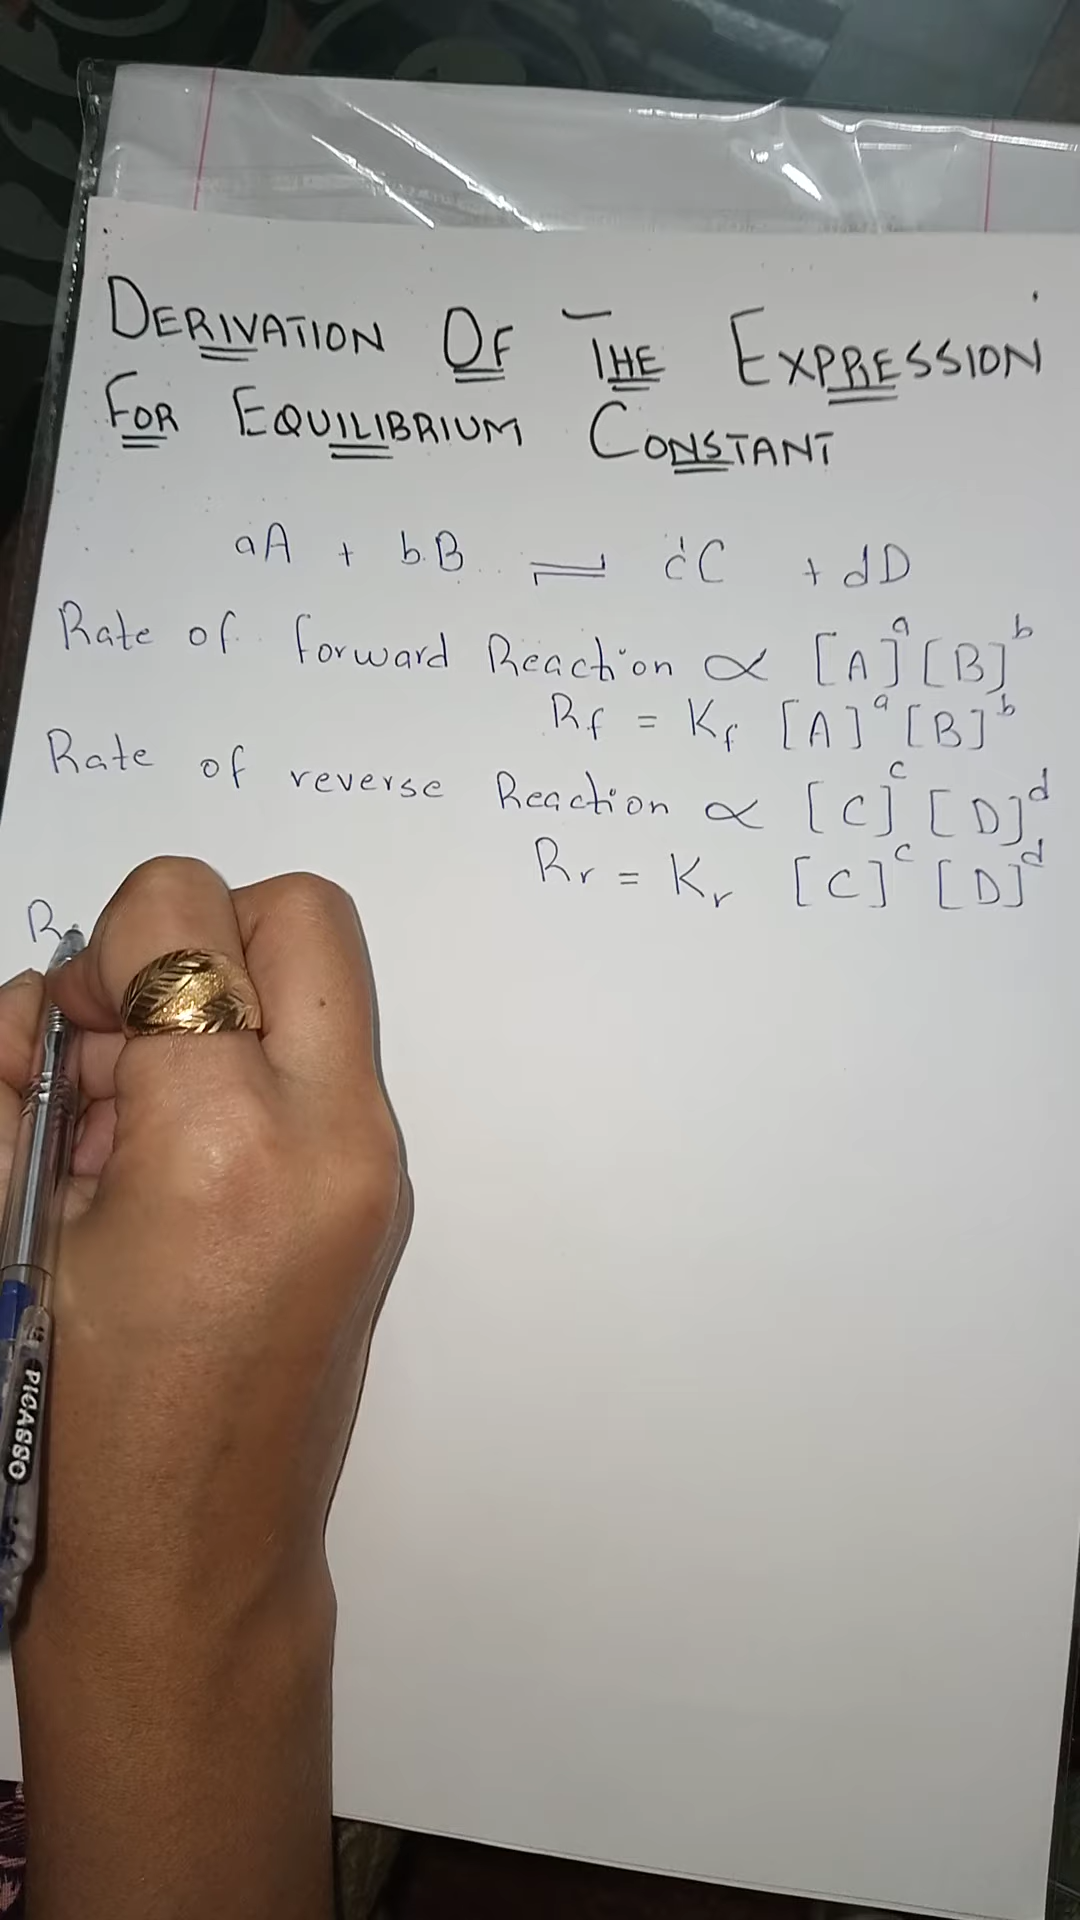 DERIVATION OF THE EXPRESSION
FOR EQUILIBRIUM CONSTANT
aA + bB ⇌ cC + dD
Rate of forward Reaction ∝ [A]ᵃ [B]ᵇ
Rf = Kf [A]ᵃ [B]ᵇ
Rate of reverse Reaction ∝ [C]ᶜ [D]ᵈ
Rr = Kr [C]ᶜ [D]ᵈ
R
PICASSO